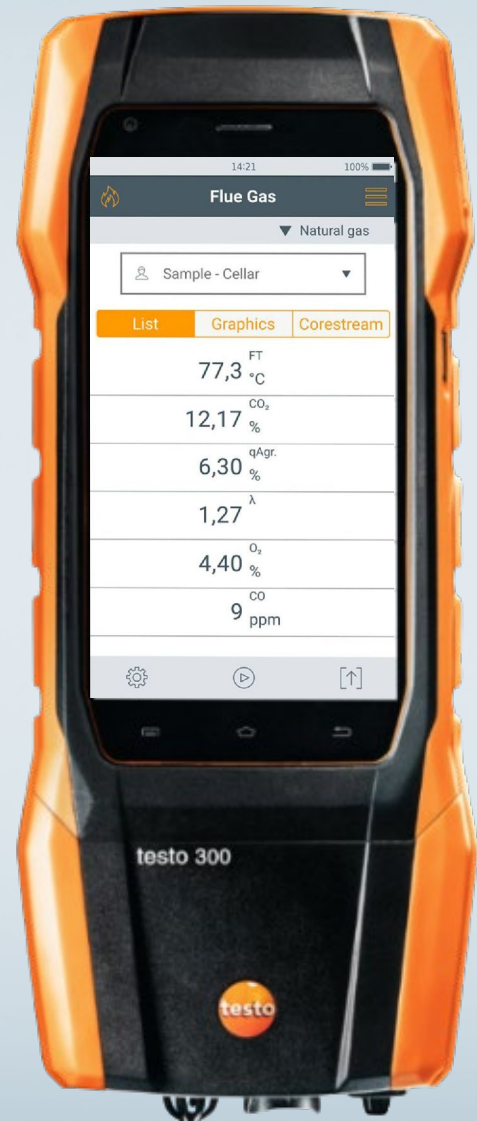 14:21 100%
Flue Gas
Natural gas
Sample - Cellar
List Graphics Corestream
77,3 FT °C
12,17 CO₂ %
6,30 qAgr. %
1,27 λ
4,40 O₂ %
9 CO ppm
testo 300
testo